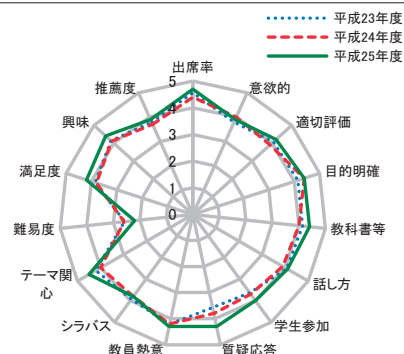 平成23年度
平成24年度
平成25年度
出席率
意欲的
適切評価
目的明確
教科書等
話し方
学生参加
質疑応答
教員熱意
シラバス
テーマ関
心
難易度
満足度
興味
推薦度
5
4
3
2
1
0